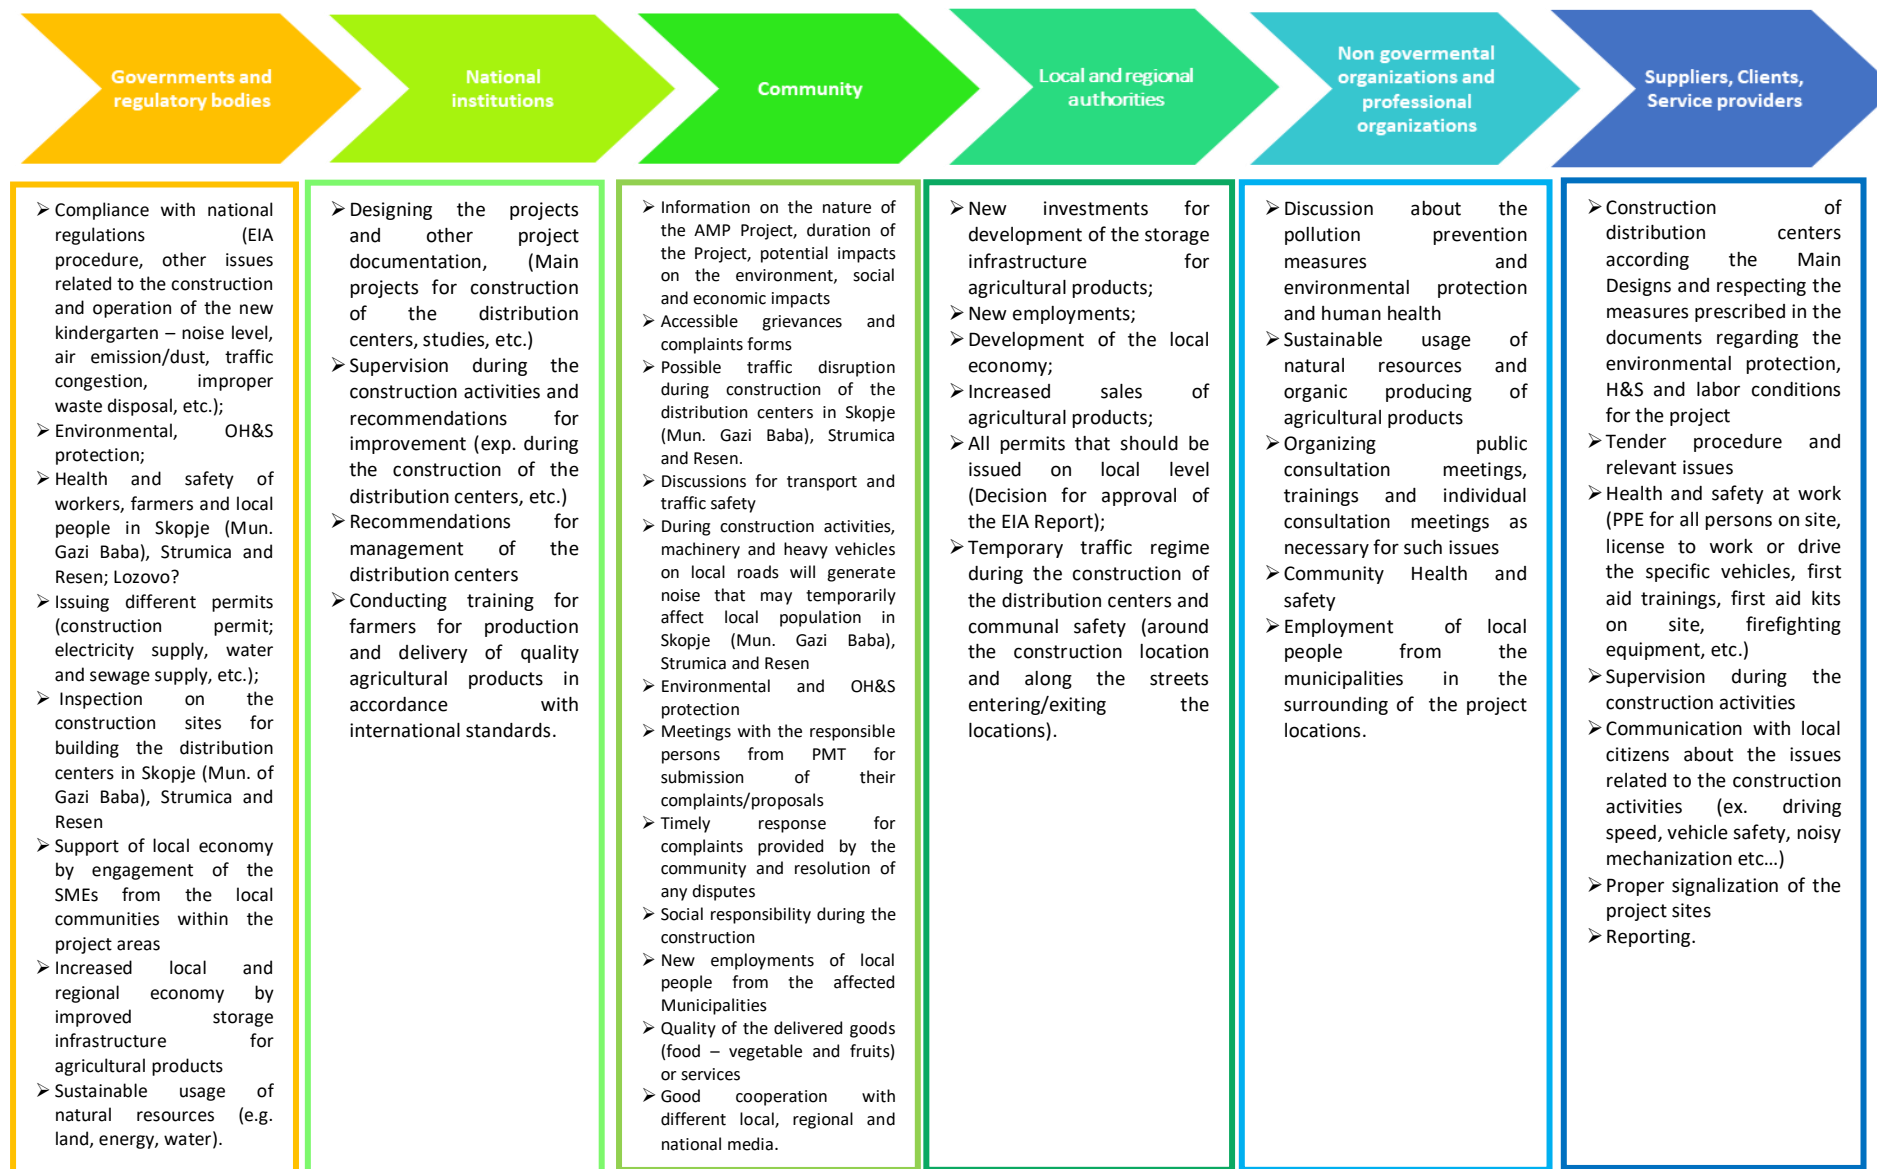 Governments and
regulatory bodies
National
institutions
Community
Local and regional
authorities
Non govermental
organizations and
professional
organizations
Suppliers, Clients,
Service providers
➢ Compliance with national
regulations (EIA
procedure, other issues
related to the construction
and operation of the new
kindergarten – noise level,
air emission/dust, traffic
congestion, improper
waste disposal, etc.);
➢ Environmental, OH&S
protection;
➢ Health and safety of
workers, farmers and local
people in Skopje (Mun.
Gazi Baba), Strumica and
Resen; Lozovo?
➢ Issuing different permits
(construction permit;
electricity supply, water
and sewage supply, etc.);
➢ Inspection on the
construction sites for
building the distribution
centers in Skopje (Mun. of
Gazi Baba), Strumica and
Resen
➢ Support of local economy
by engagement of the
SMEs from the local
communities within the
project areas
➢ Increased local and
regional economy by
improved storage
infrastructure for
agricultural products
➢ Sustainable usage of
natural resources (e.g.
land, energy, water).
➢ Designing the projects
and other project
documentation, (Main
projects for construction
of the distribution
centers, studies, etc.)
➢ Supervision during the
construction activities and
recommendations for
improvement (exp. during
the construction of the
distribution centers, etc.)
➢ Recommendations for
management of the
distribution centers
➢ Conducting training for
farmers for production
and delivery of quality
agricultural products in
accordance with
international standards.
➢ Information on the nature of
the AMP Project, duration of
the Project, potential impacts
on the environment, social
and economic impacts
➢ Accessible grievances and
complaints forms
➢ Possible traffic disruption
during construction of the
distribution centers in Skopje
(Mun. Gazi Baba), Strumica
and Resen.
➢ Discussions for transport and
traffic safety
➢ During construction activities,
machinery and heavy vehicles
on local roads will generate
noise that may temporarily
affect local population in
Skopje (Mun. Gazi Baba),
Strumica and Resen
➢ Environmental and OH&S
protection
➢ Meetings with the responsible
persons from PMT for
submission of their
complaints/proposals
➢ Timely response for
complaints provided by the
community and resolution of
any disputes
➢ Social responsibility during the
construction
➢ New employments of local
people from the affected
Municipalities
➢ Quality of the delivered goods
(food – vegetable and fruits)
or services
➢ Good cooperation with
different local, regional and
national media.
➢ New investments for
development of the storage
infrastructure for
agricultural products;
➢ New employments;
➢ Development of the local
economy;
➢ Increased sales of
agricultural products;
➢ All permits that should be
issued on local level
(Decision for approval of
the EIA Report);
➢ Temporary traffic regime
during the construction of
the distribution centers and
communal safety (around
the construction location
and along the streets
entering/exiting the
locations).
➢ Discussion about the
pollution prevention
measures and
environmental protection
and human health
➢ Sustainable usage of
natural resources and
organic producing of
agricultural products
➢ Organizing public
consultation meetings,
trainings and individual
consultation meetings as
necessary for such issues
➢ Community Health and
safety
➢ Employment of local
people from the
municipalities in the
surrounding of the project
locations.
➢ Construction of
distribution centers
according the Main
Designs and respecting the
measures prescribed in the
documents regarding the
environmental protection,
H&S and labor conditions
for the project
➢ Tender procedure and
relevant issues
➢ Health and safety at work
(PPE for all persons on site,
license to work or drive
the specific vehicles, first
aid trainings, first aid kits
on site, firefighting
equipment, etc.)
➢ Supervision during the
construction activities
➢ Communication with local
citizens about the issues
related to the construction
activities (ex. driving
speed, vehicle safety, noisy
mechanization etc…)
➢ Proper signalization of the
project sites
➢ Reporting.